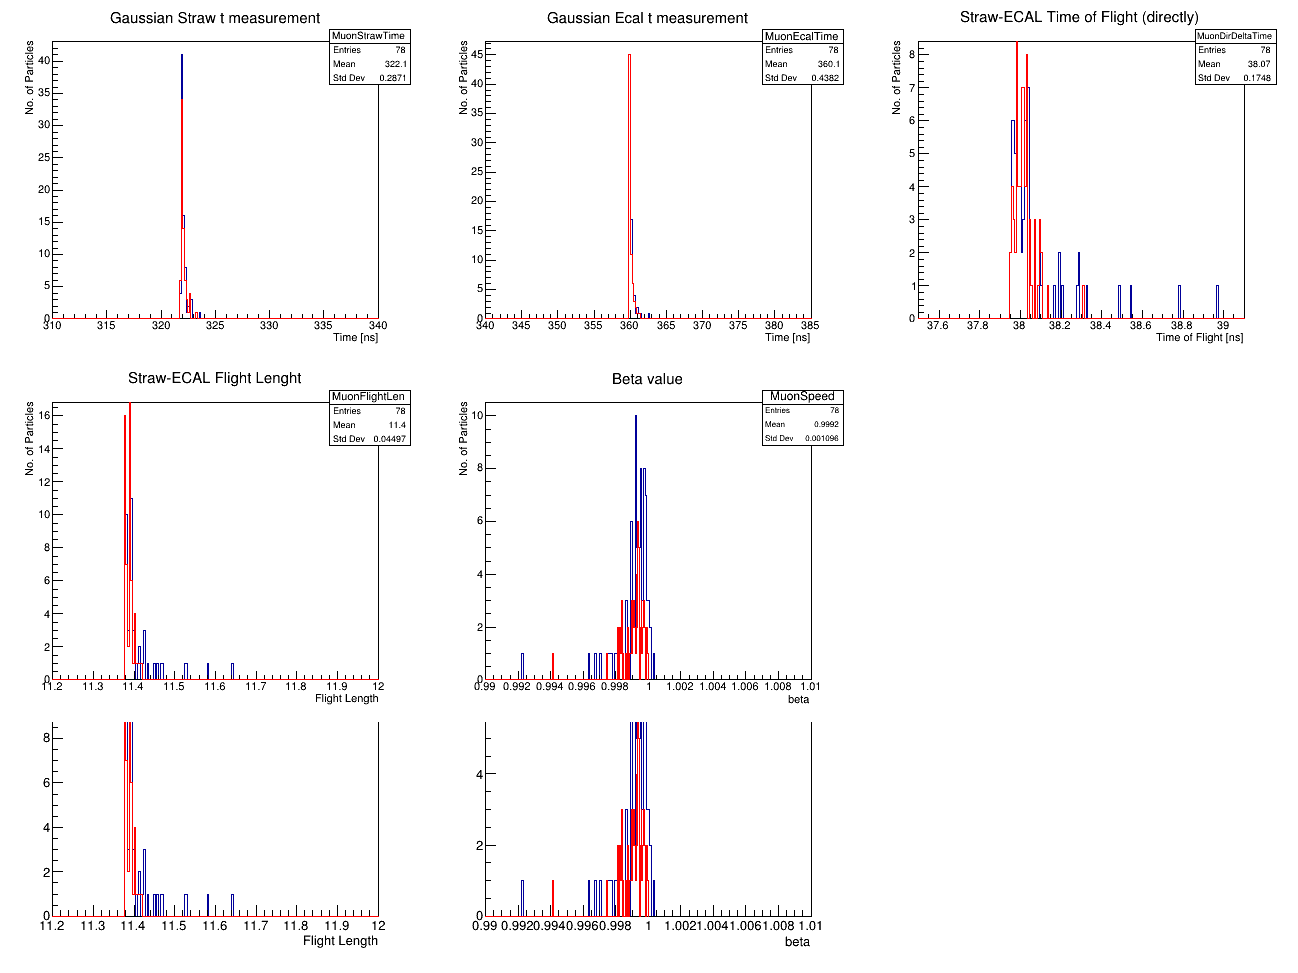 Gaussian Straw t measurement
No. of Particles
MuonStrawTime
Entries 78
Mean 322.1
Std Dev 0.2871
40
35
30
25
20
15
10
5
0
310 315 320 325 330 335 340
Time [ns]
Gaussian Ecal t measurement
No. of Particles
MuonEcalTime
Entries 78
Mean 360.1
Std Dev 0.4382
45
40
35
30
25
20
15
10
5
0
340 345 350 355 360 365 370 375 380 385
Time [ns]
Straw-ECAL Time of Flight (directly)
No. of Particles
MuonDirDeltaTime
Entries 78
Mean 38.07
Std Dev 0.1748
8
7
6
5
4
3
2
1
0
37.6 37.8 38 38.2 38.4 38.6 38.8 39
Time of Flight [ns]
Straw-ECAL Flight Lenght
No. of Particles
MuonFlightLen
Entries 78
Mean 11.4
Std Dev 0.04497
16
14
12
10
8
6
4
2
0
11.2 11.3 11.4 11.5 11.6 11.7 11.8 11.9 12
Flight Length
Beta value
No. of Particles
MuonSpeed
Entries 78
Mean 0.9992
Std Dev 0.001096
10
8
6
4
2
0
0.99 0.992 0.994 0.996 0.998 1 1.002 1.004 1.006 1.008 1.01
beta
8
6
4
2
0
11.2 11.3 11.4 11.5 11.6 11.7 11.8 11.9 12
Flight Length
4
2
0
0.99 0.992 0.994 0.996 0.998 1 1.002 1.004 1.006 1.008 1.01
beta